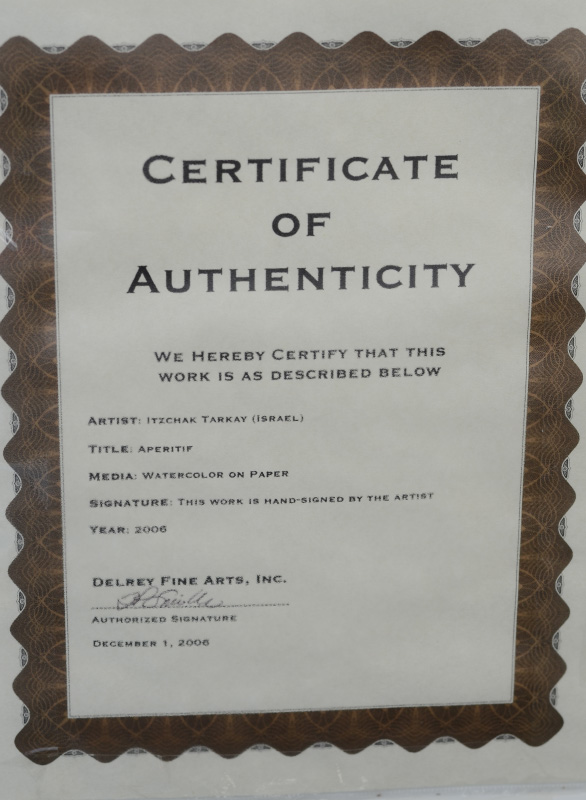 CERTIFICATE
OF
AUTHENTICITY
WE HEREBY CERTIFY THAT THIS
WORK IS AS DESCRIBED BELOW
ARTIST: ITZCHAK TARKAY (ISRAEL)
TITLE: APERITIF
MEDIA: WATERCOLOR ON PAPER
SIGNATURE: THIS WORK IS HAND-SIGNED BY THE ARTIST
YEAR: 2006
DELREY FINE ARTS, INC.
AUTHORIZED SIGNATURE
DECEMBER 1, 2006